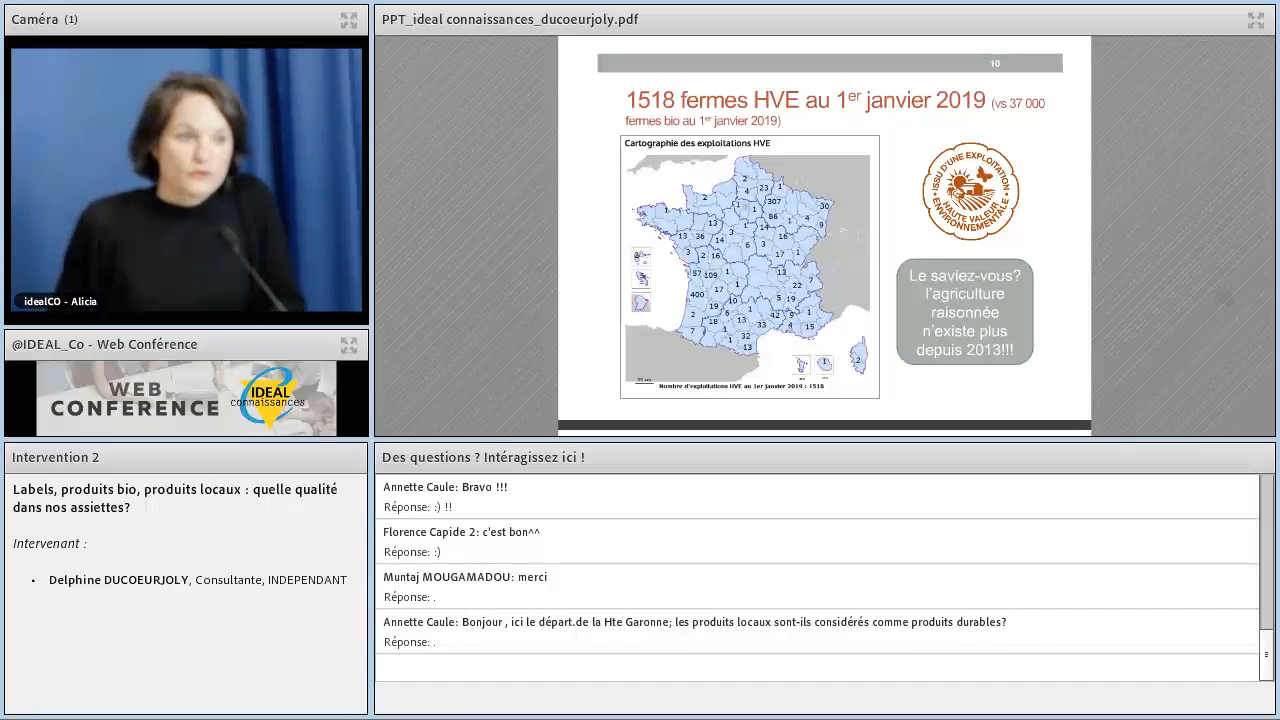 Caméra (1)
idealCO - Alicia
@IDEAL_Co - Web Conférence
WEB
CONFERENCE
IDÉAL
connaissances
Intervention 2
Labels, produits bio, produits locaux : quelle qualité
dans nos assiettes?
Intervenant :
• Delphine DUCOEURJOLY, Consultante, INDEPENDANT
PPT_ideal connaissances_ducoeurjoly.pdf
10
1518 fermes HVE au 1er janvier 2019 (vs 37 000
fermes bio au 1er janvier 2019)
Cartographie des exploitations HVE
Nombre d'exploitations HVE au 1er janvier 2019 : 1518
ISSU D'UNE EXPLOITATION
HAUTE VALEUR
ENVIRONNEMENTALE
Le saviez-vous?
l'agriculture
raisonnée
n'existe plus
depuis 2013!!!
Des questions ? Intéragissez ici !
Annette Caule: Bravo !!!
Réponse: :) !!
Florence Capide 2: c'est bon^^
Réponse: :)
Muntaj MOUGAMADOU: merci
Réponse: .
Annette Caule: Bonjour , ici le départ.de la Hte Garonne; les produits locaux sont-ils considérés comme produits durables?
Réponse: .